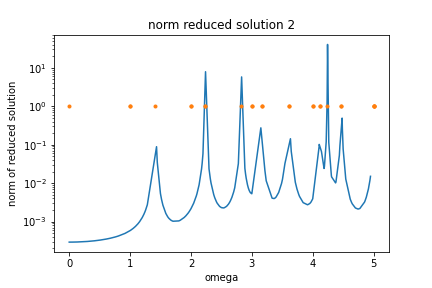 norm reduced solution 2
norm of reduced solution
10¹
10⁰
10⁻¹
10⁻²
10⁻³
0 1 2 3 4 5
omega